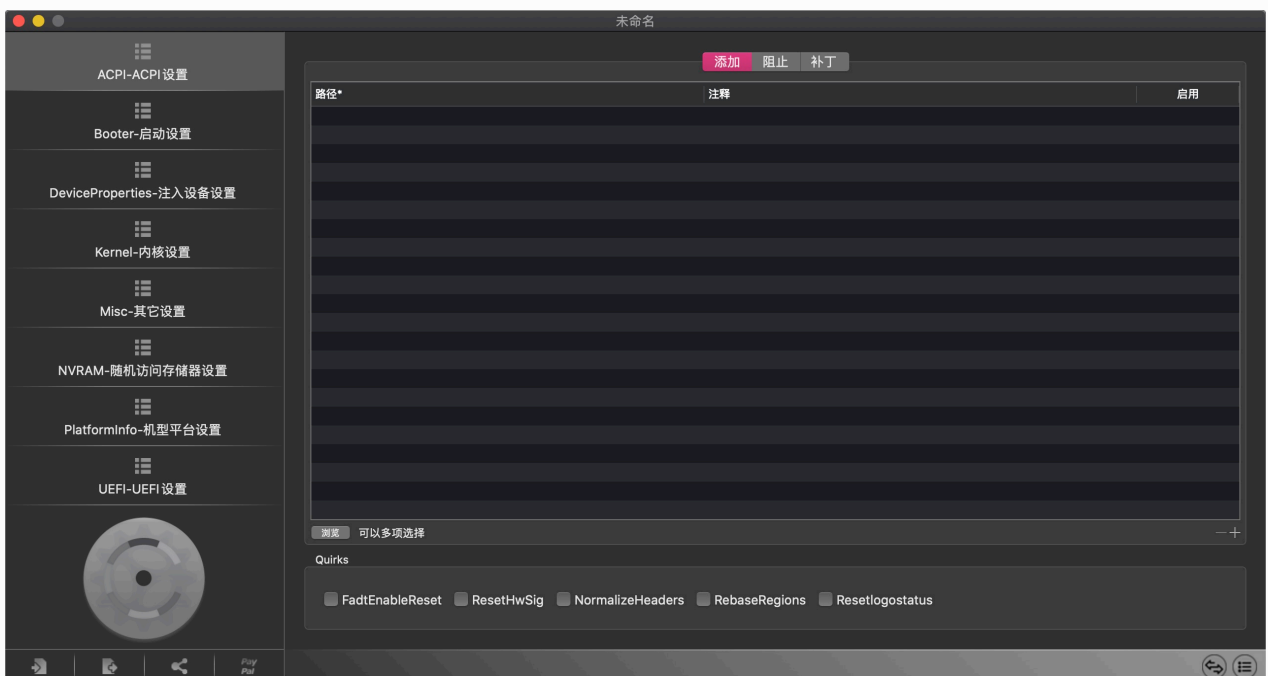 未命名
ACPI-ACPI设置
Booter-启动设置
DeviceProperties-注入设备设置
Kernel-内核设置
Misc-其它设置
NVRAM-随机访问存储器设置
PlatformInfo-机型平台设置
UEFI-UEFI设置
Pay
Pal
添加 阻止 补丁
路径* 注释 启用
浏览 可以多项选择
Quirks
FadtEnableReset ResetHwSig NormalizeHeaders RebaseRegions Resetlogostatus